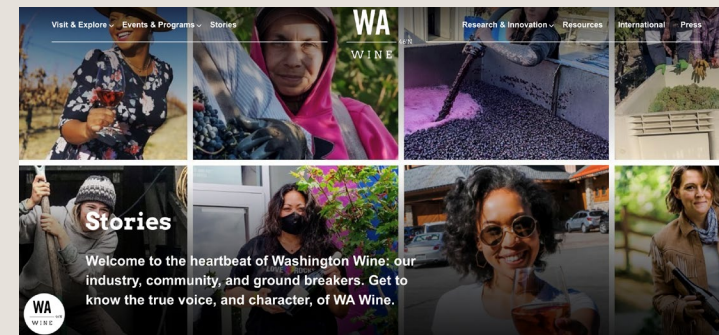 Visit & Explore
Events & Programs
Stories
WA
WINE
46°N
Research & Innovation
Resources
International
Press
Stories
Welcome to the heartbeat of Washington Wine: our
industry, community, and ground breakers. Get to
know the true voice, and character, of WA Wine.
WA
WINE